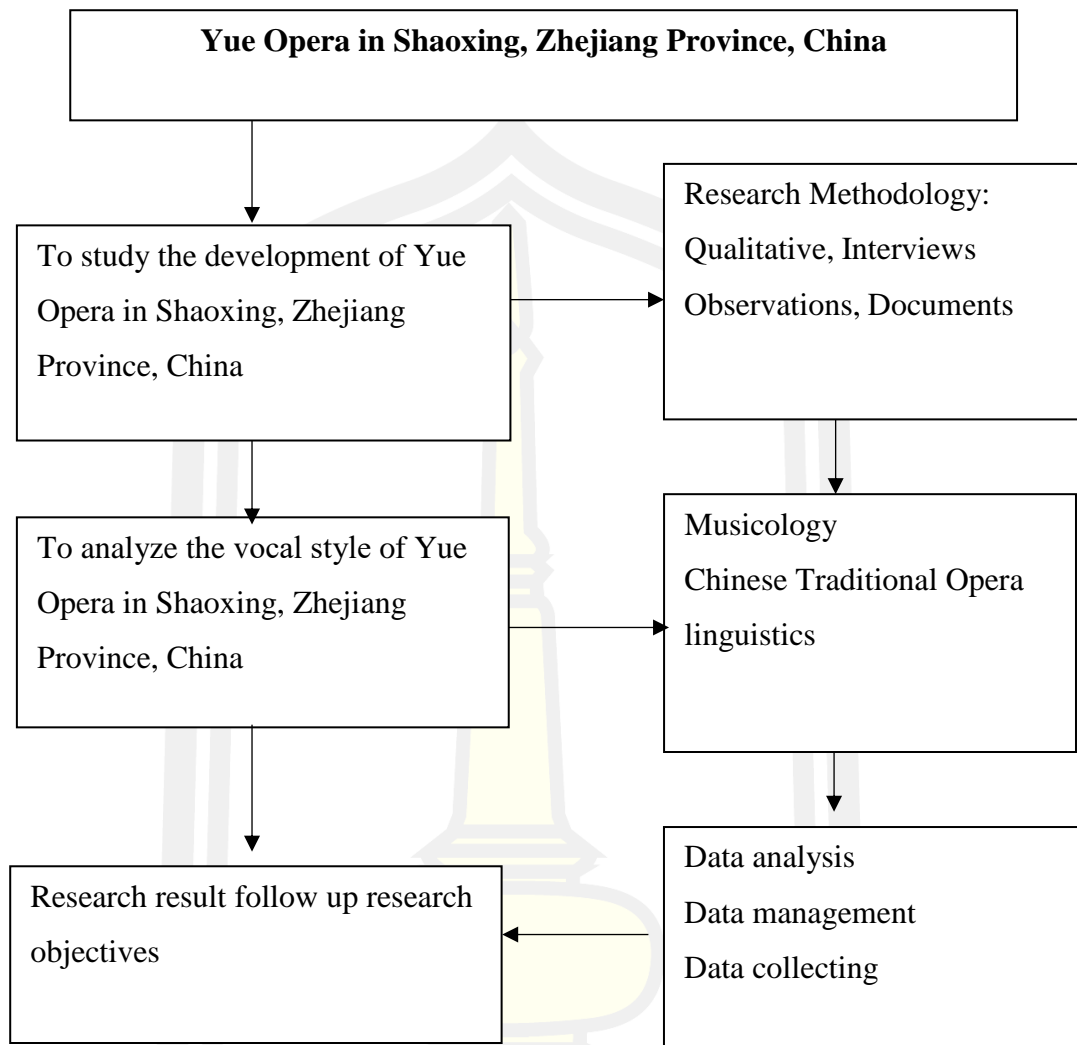 Yue Opera in Shaoxing, Zhejiang Province, China
Research Methodology:
Qualitative, Interviews
Observations, Documents
To study the development of Yue
Opera in Shaoxing, Zhejiang
Province, China
To analyze the vocal style of Yue
Opera in Shaoxing, Zhejiang
Province, China
Musicology
Chinese Traditional Opera
linguistics
Data analysis
Data management
Data collecting
Research result follow up research
objectives